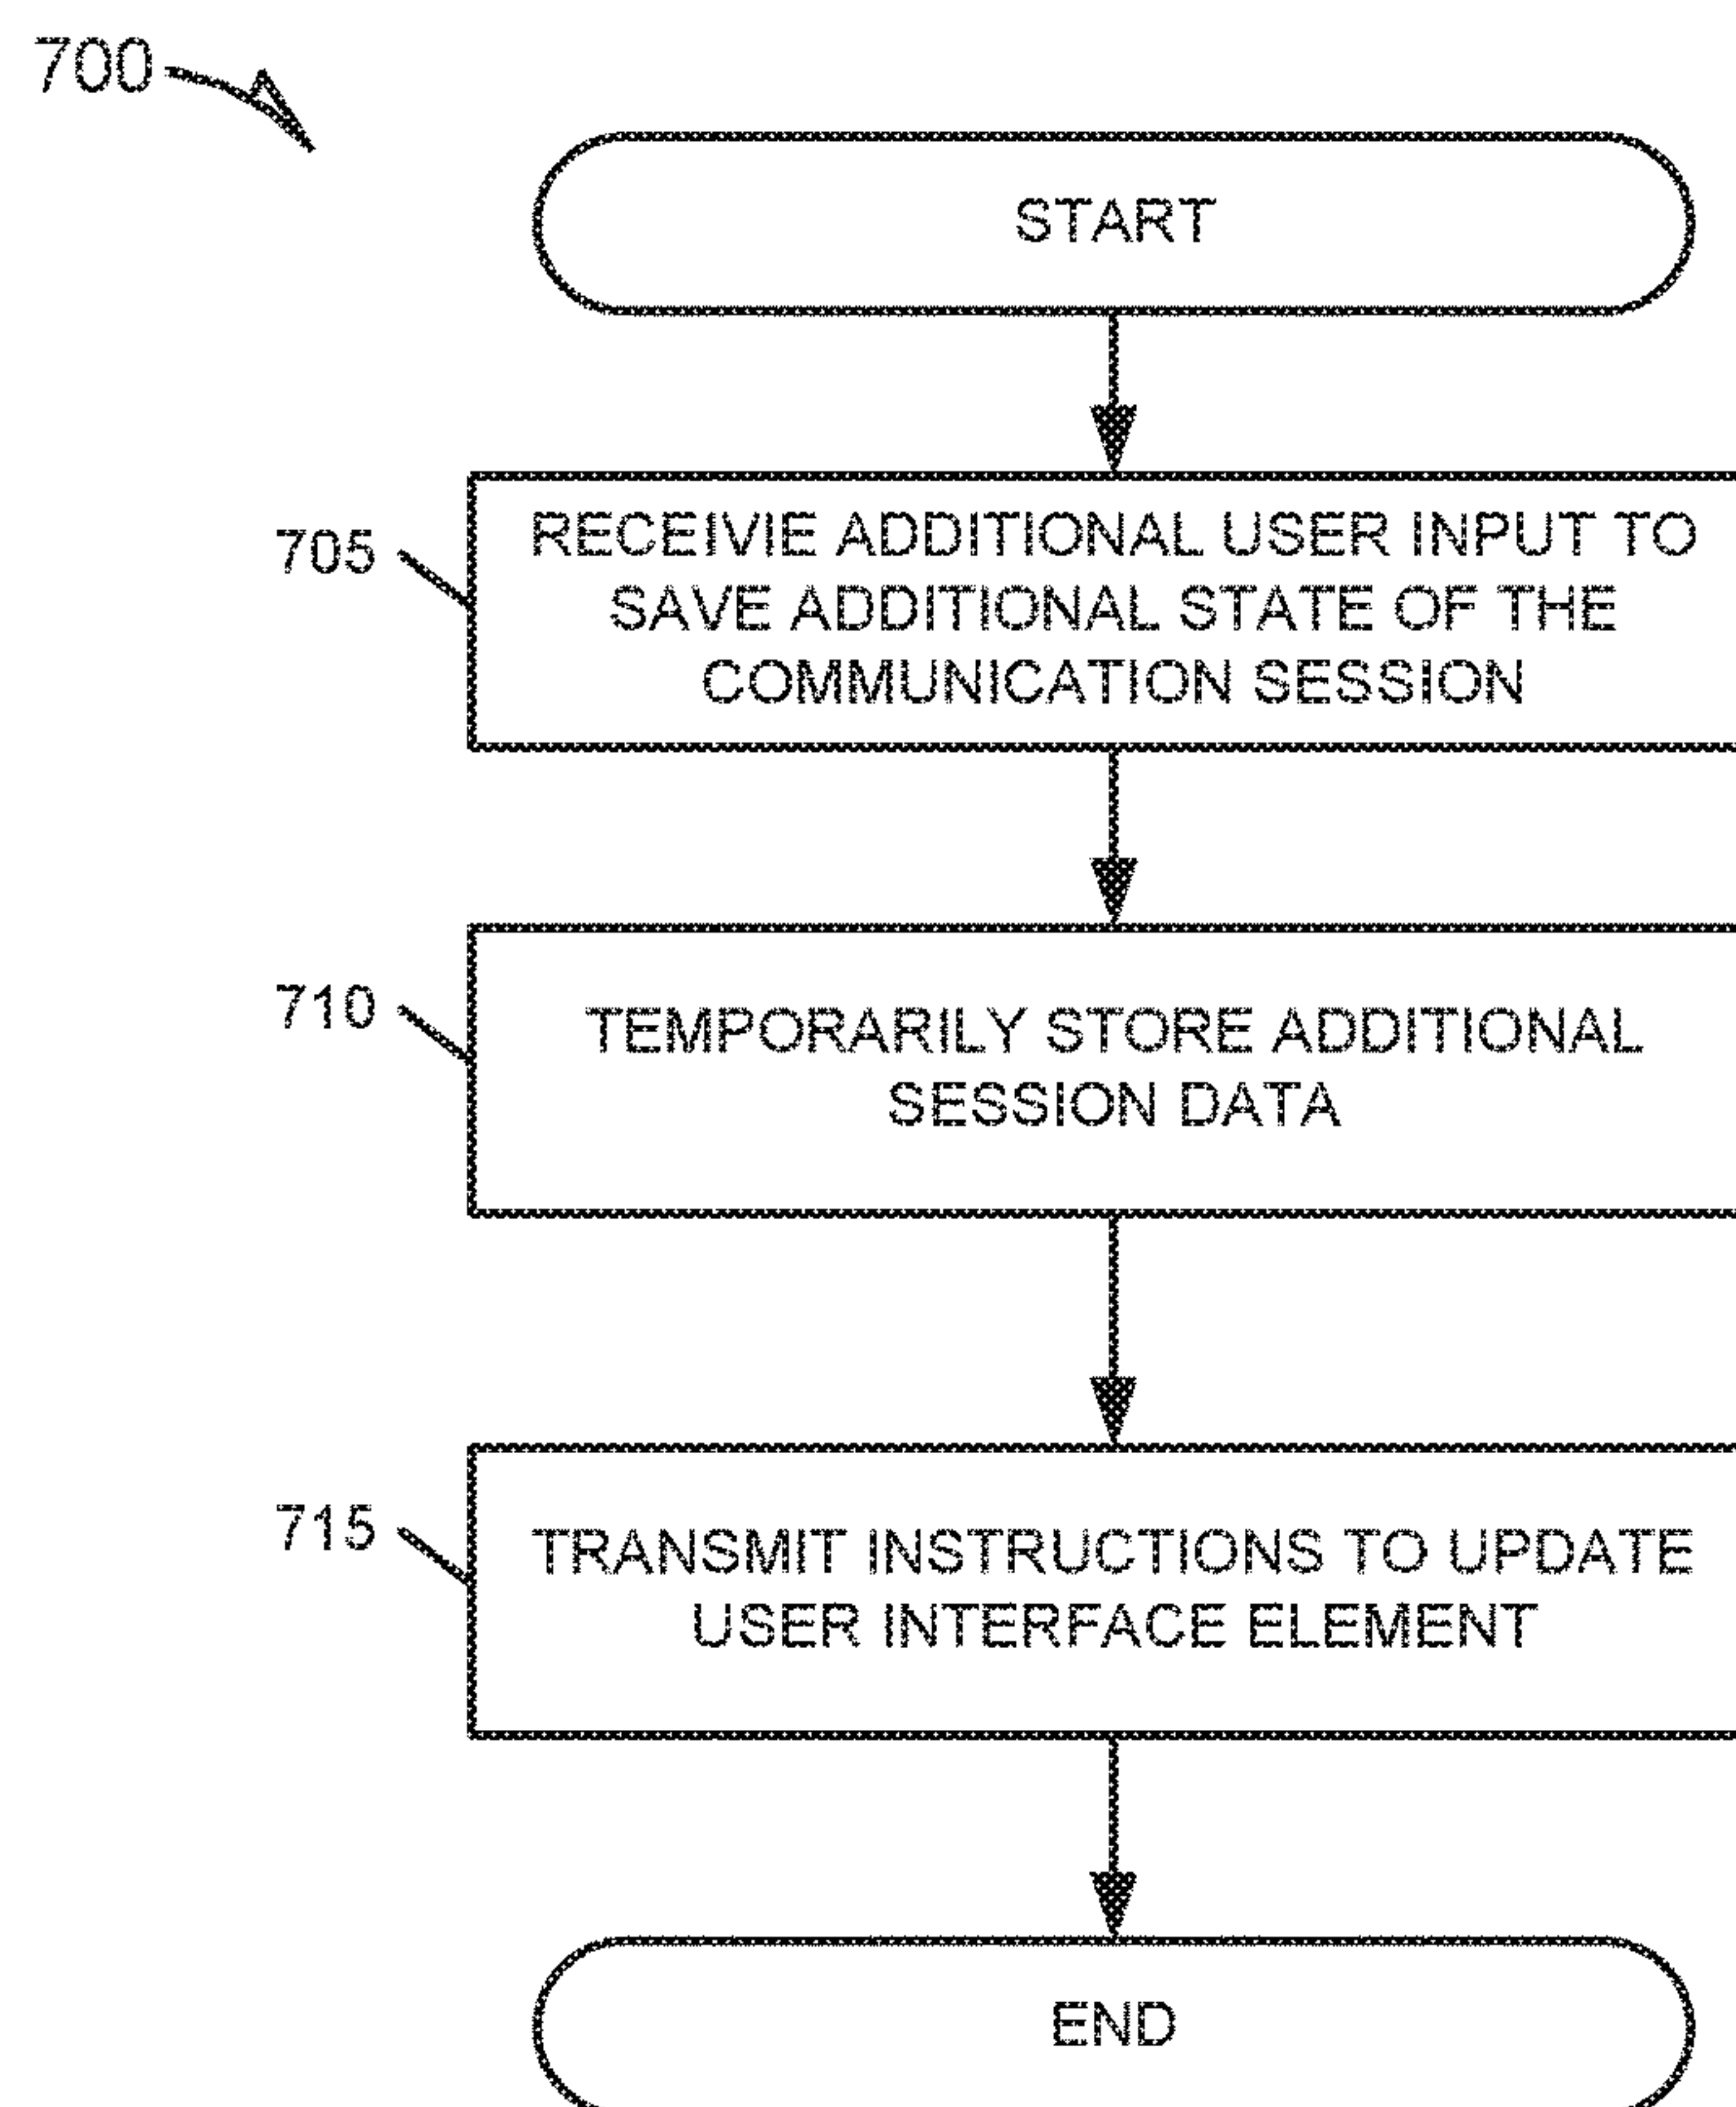 700
START
705
RECEIVIE ADDITIONAL USER INPUT TO
SAVE ADDITIONAL STATE OF THE
COMMUNICATION SESSION
710
TEMPORARILY STORE ADDITIONAL
SESSION DATA
715
TRANSMIT INSTRUCTIONS TO UPDATE
USER INTERFACE ELEMENT
END